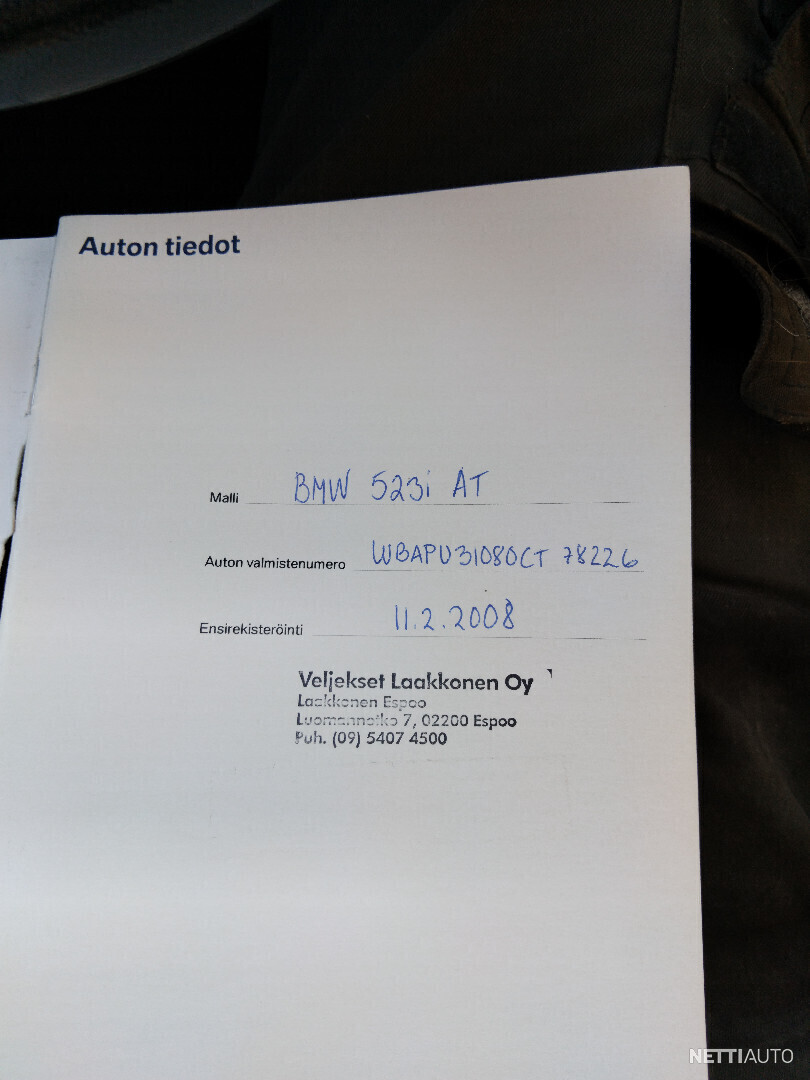 Auton tiedot
Malli BMW 523i AT
Auton valmistenumero WBAPU31080CT 78226
Ensirekisteröinti 11.2.2008
Veljekset Laakkonen Oy
Laakkonen Espoo
Luomannotko 7, 02200 Espoo
Puh. (09) 5407 4500
NETTIAUTO